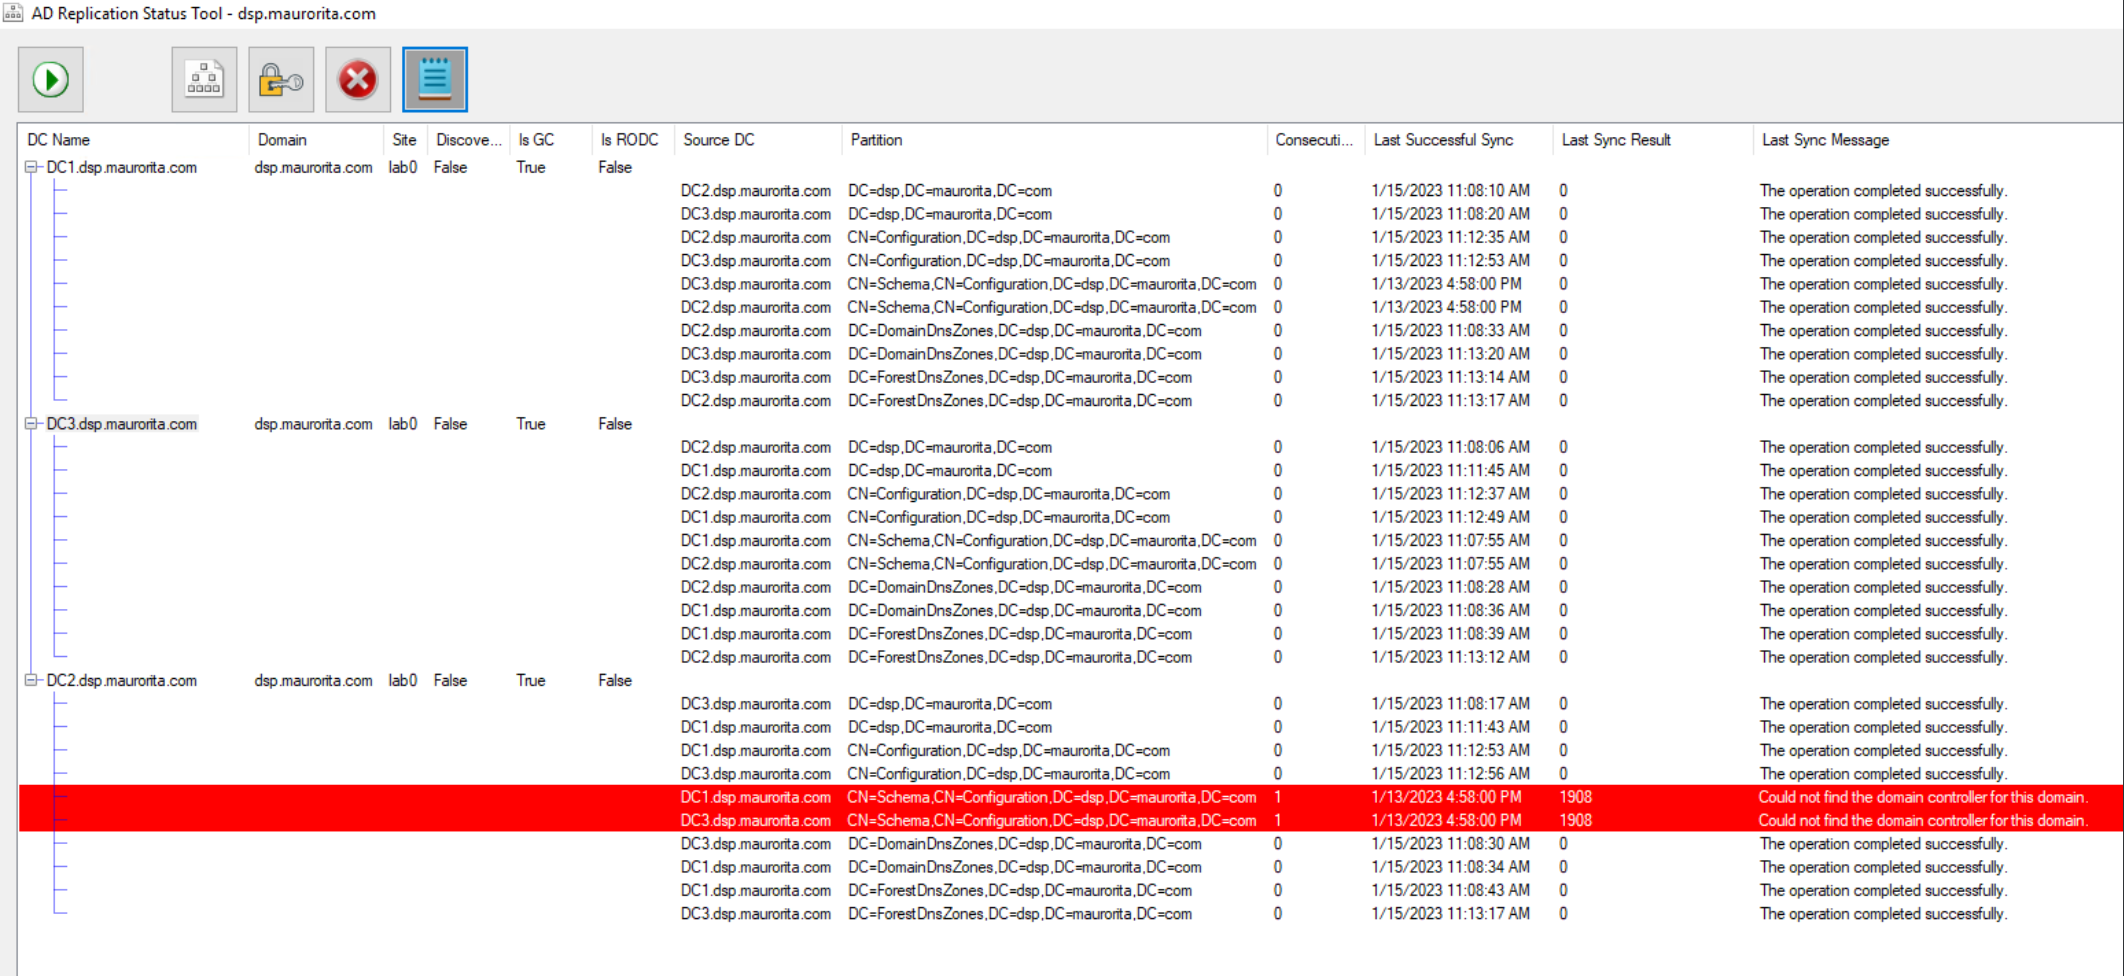 AD Replication Status Tool - dsp.maurorita.com
DC Name Domain Site Discove... Is GC Is RODC Source DC Partition Consecuti... Last Successful Sync Last Sync Result Last Sync Message
DC1.dsp.maurorita.com dsp.maurorita.com lab0 False True False
DC2.dsp.maurorita.com DC=dsp,DC=maurorita,DC=com 0 1/15/2023 11:08:10 AM 0 The operation completed successfully.
DC3.dsp.maurorita.com DC=dsp,DC=maurorita,DC=com 0 1/15/2023 11:08:20 AM 0 The operation completed successfully.
DC2.dsp.maurorita.com CN=Configuration,DC=dsp,DC=maurorita,DC=com 0 1/15/2023 11:12:35 AM 0 The operation completed successfully.
DC3.dsp.maurorita.com CN=Configuration,DC=dsp,DC=maurorita,DC=com 0 1/15/2023 11:12:53 AM 0 The operation completed successfully.
DC3.dsp.maurorita.com CN=Schema,CN=Configuration,DC=dsp,DC=maurorita,DC=com 0 1/13/2023 4:58:00 PM 0 The operation completed successfully.
DC2.dsp.maurorita.com CN=Schema,CN=Configuration,DC=dsp,DC=maurorita,DC=com 0 1/13/2023 4:58:00 PM 0 The operation completed successfully.
DC2.dsp.maurorita.com DC=DomainDnsZones,DC=dsp,DC=maurorita,DC=com 0 1/15/2023 11:08:33 AM 0 The operation completed successfully.
DC3.dsp.maurorita.com DC=DomainDnsZones,DC=dsp,DC=maurorita,DC=com 0 1/15/2023 11:13:20 AM 0 The operation completed successfully.
DC3.dsp.maurorita.com DC=ForestDnsZones,DC=dsp,DC=maurorita,DC=com 0 1/15/2023 11:13:14 AM 0 The operation completed successfully.
DC2.dsp.maurorita.com DC=ForestDnsZones,DC=dsp,DC=maurorita,DC=com 0 1/15/2023 11:13:17 AM 0 The operation completed successfully.
DC3.dsp.maurorita.com dsp.maurorita.com lab0 False True False
DC2.dsp.maurorita.com DC=dsp,DC=maurorita,DC=com 0 1/15/2023 11:08:06 AM 0 The operation completed successfully.
DC1.dsp.maurorita.com DC=dsp,DC=maurorita,DC=com 0 1/15/2023 11:11:45 AM 0 The operation completed successfully.
DC2.dsp.maurorita.com CN=Configuration,DC=dsp,DC=maurorita,DC=com 0 1/15/2023 11:12:37 AM 0 The operation completed successfully.
DC1.dsp.maurorita.com CN=Configuration,DC=dsp,DC=maurorita,DC=com 0 1/15/2023 11:12:49 AM 0 The operation completed successfully.
DC1.dsp.maurorita.com CN=Schema,CN=Configuration,DC=dsp,DC=maurorita,DC=com 0 1/15/2023 11:07:55 AM 0 The operation completed successfully.
DC2.dsp.maurorita.com CN=Schema,CN=Configuration,DC=dsp,DC=maurorita,DC=com 0 1/15/2023 11:07:55 AM 0 The operation completed successfully.
DC2.dsp.maurorita.com DC=DomainDnsZones,DC=dsp,DC=maurorita,DC=com 0 1/15/2023 11:08:28 AM 0 The operation completed successfully.
DC1.dsp.maurorita.com DC=DomainDnsZones,DC=dsp,DC=maurorita,DC=com 0 1/15/2023 11:08:36 AM 0 The operation completed successfully.
DC1.dsp.maurorita.com DC=ForestDnsZones,DC=dsp,DC=maurorita,DC=com 0 1/15/2023 11:08:39 AM 0 The operation completed successfully.
DC2.dsp.maurorita.com DC=ForestDnsZones,DC=dsp,DC=maurorita,DC=com 0 1/15/2023 11:13:12 AM 0 The operation completed successfully.
DC2.dsp.maurorita.com dsp.maurorita.com lab0 False True False
DC3.dsp.maurorita.com DC=dsp,DC=maurorita,DC=com 0 1/15/2023 11:08:17 AM 0 The operation completed successfully.
DC1.dsp.maurorita.com DC=dsp,DC=maurorita,DC=com 0 1/15/2023 11:11:43 AM 0 The operation completed successfully.
DC1.dsp.maurorita.com CN=Configuration,DC=dsp,DC=maurorita,DC=com 0 1/15/2023 11:12:53 AM 0 The operation completed successfully.
DC3.dsp.maurorita.com CN=Configuration,DC=dsp,DC=maurorita,DC=com 0 1/15/2023 11:12:56 AM 0 The operation completed successfully.
DC1.dsp.maurorita.com CN=Schema,CN=Configuration,DC=dsp,DC=maurorita,DC=com 1 1/13/2023 4:58:00 PM 1908 Could not find the domain controller for this domain.
DC3.dsp.maurorita.com CN=Schema,CN=Configuration,DC=dsp,DC=maurorita,DC=com 1 1/13/2023 4:58:00 PM 1908 Could not find the domain controller for this domain.
DC3.dsp.maurorita.com DC=DomainDnsZones,DC=dsp,DC=maurorita,DC=com 0 1/15/2023 11:08:30 AM 0 The operation completed successfully.
DC1.dsp.maurorita.com DC=DomainDnsZones,DC=dsp,DC=maurorita,DC=com 0 1/15/2023 11:08:34 AM 0 The operation completed successfully.
DC1.dsp.maurorita.com DC=ForestDnsZones,DC=dsp,DC=maurorita,DC=com 0 1/15/2023 11:08:43 AM 0 The operation completed successfully.
DC3.dsp.maurorita.com DC=ForestDnsZones,DC=dsp,DC=maurorita,DC=com 0 1/15/2023 11:13:17 AM 0 The operation completed successfully.